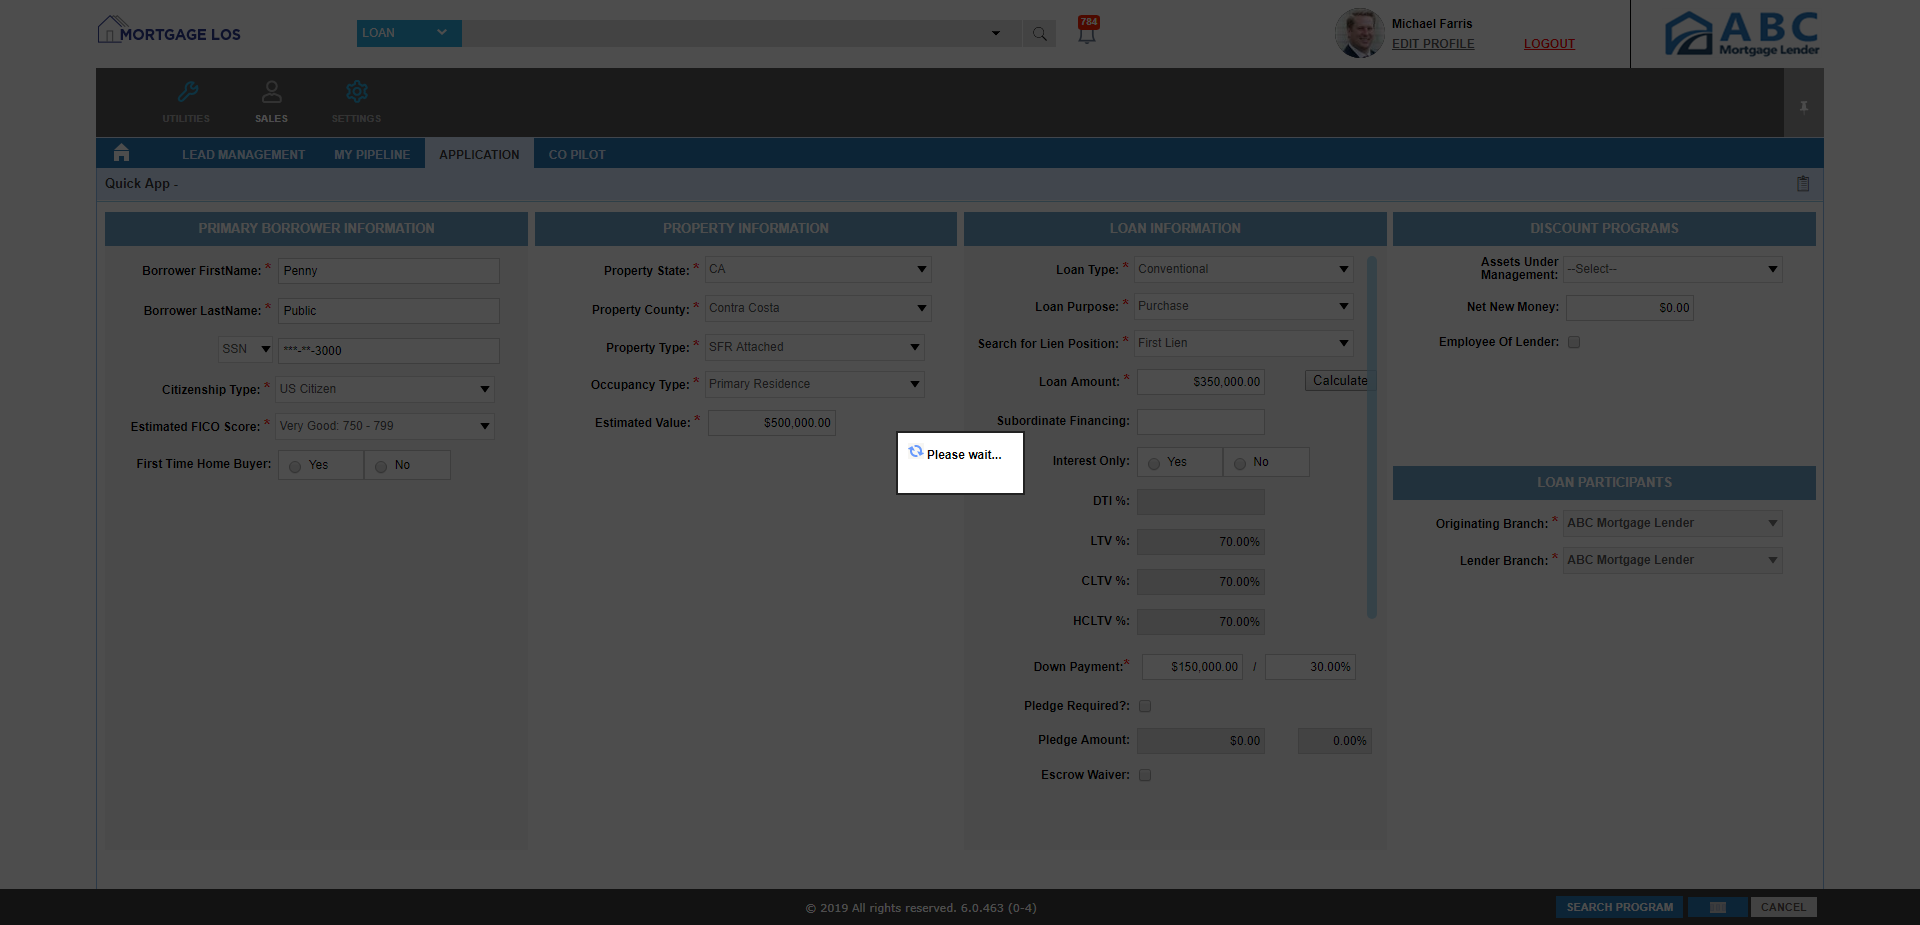 MORTGAGE LOS
LOAN
784
Michael Farris
EDIT PROFILE
LOGOUT
ABC
Mortgage Lender
UTILITIES
SALES
SETTINGS
LEAD MANAGEMENT
MY PIPELINE
APPLICATION
CO PILOT
Quick App -
PRIMARY BORROWER INFORMATION
Borrower FirstName: * Penny
Borrower LastName: * Public
SSN ***-**-3000
Citizenship Type: * US Citizen
Estimated FICO Score: * Very Good: 750 - 799
First Time Home Buyer: Yes No
PROPERTY INFORMATION
Property State: * CA
Property County: * Contra Costa
Property Type: * SFR Attached
Occupancy Type: * Primary Residence
Estimated Value: * $500,000.00
Please wait...
LOAN INFORMATION
Loan Type: * Conventional
Loan Purpose: * Purchase
Search for Lien Position: * First Lien
Loan Amount: * $350,000.00 Calculate
Subordinate Financing:
Interest Only: Yes No
DTI %:
LTV %: 70.00%
CLTV %: 70.00%
HCLTV %: 70.00%
Down Payment:* $150,000.00 / 30.00%
Pledge Required?:
Pledge Amount: $0.00 0.00%
Escrow Waiver:
DISCOUNT PROGRAMS
Assets Under
Management: --Select--
Net New Money: $0.00
Employee Of Lender:
LOAN PARTICIPANTS
Originating Branch: * ABC Mortgage Lender
Lender Branch: * ABC Mortgage Lender
© 2019 All rights reserved. 6.0.463 (0-4)
SEARCH PROGRAM
CANCEL